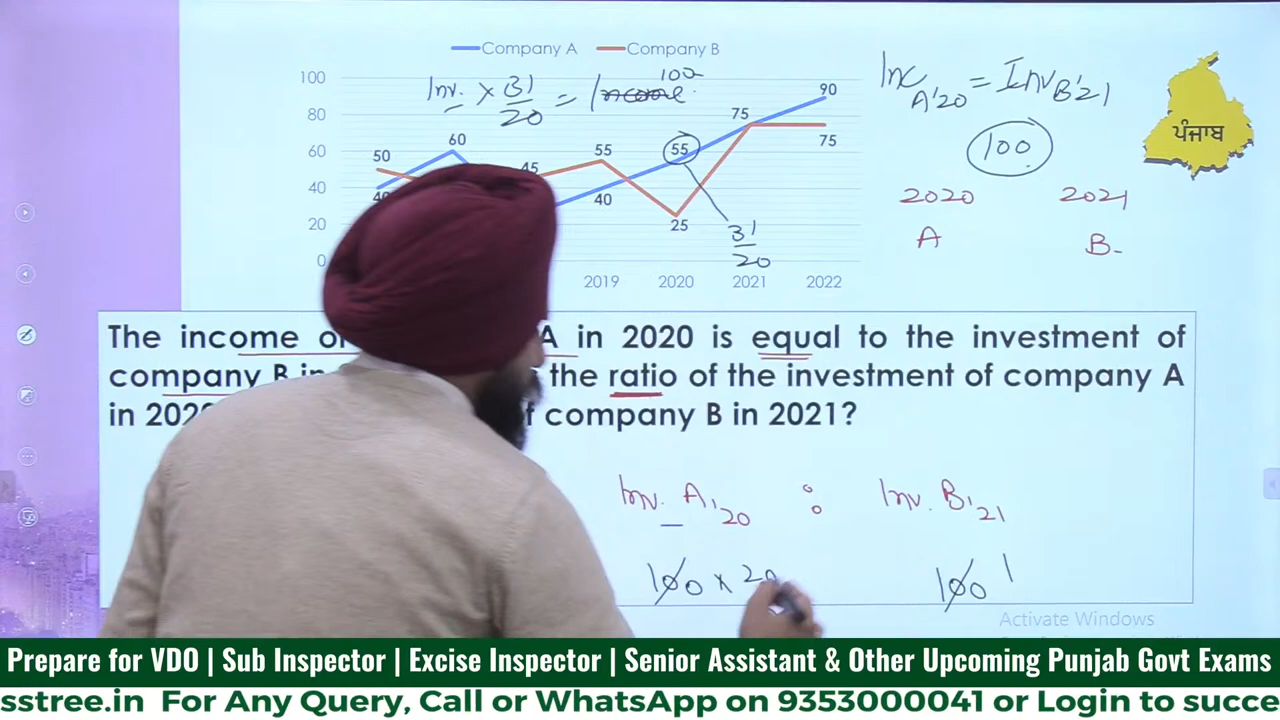 Company A Company B
100
80
60
40
20
0
50
60
45
55
40
55
25
75
90
75
2019 2020 2021 2022
Inv. × 31/20 = Income 100
31/20
Inc A'20 = Inv B'21
100
2020 2021
A B
ਪੰਜਾਬ
The income of A in 2020 is equal to the investment of
company B in the ratio of the investment of company A
in 202 of company B in 2021?
Inv. A'20 : Inv. B'21
100 × 20 100 1
Activate Windows
Prepare for VDO | Sub Inspector | Excise Inspector | Senior Assistant & Other Upcoming Punjab Govt Exams
sstree.in For Any Query, Call or WhatsApp on 9353000041 or Login to succe